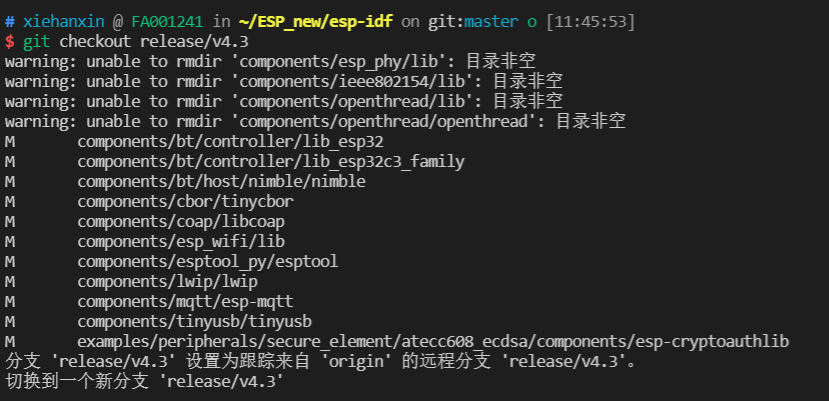 # xiehanxin @ FA001241 in ~/ESP_new/esp-idf on git:master o [11:45:53]
$ git checkout release/v4.3
warning: unable to rmdir 'components/esp_phy/lib': 目录非空
warning: unable to rmdir 'components/ieee802154/lib': 目录非空
warning: unable to rmdir 'components/openthread/lib': 目录非空
warning: unable to rmdir 'components/openthread/openthread': 目录非空
M       components/bt/controller/lib_esp32
M       components/bt/controller/lib_esp32c3_family
M       components/bt/host/nimble/nimble
M       components/cbor/tinycbor
M       components/coap/libcoap
M       components/esp_wifi/lib
M       components/esptool_py/esptool
M       components/lwip/lwip
M       components/mqtt/esp-mqtt
M       components/tinyusb/tinyusb
M       examples/peripherals/secure_element/atecc608_ecdsa/components/esp-cryptoauthlib
分支 'release/v4.3' 设置为跟踪来自 'origin' 的远程分支 'release/v4.3'。
切换到一个新分支 'release/v4.3'